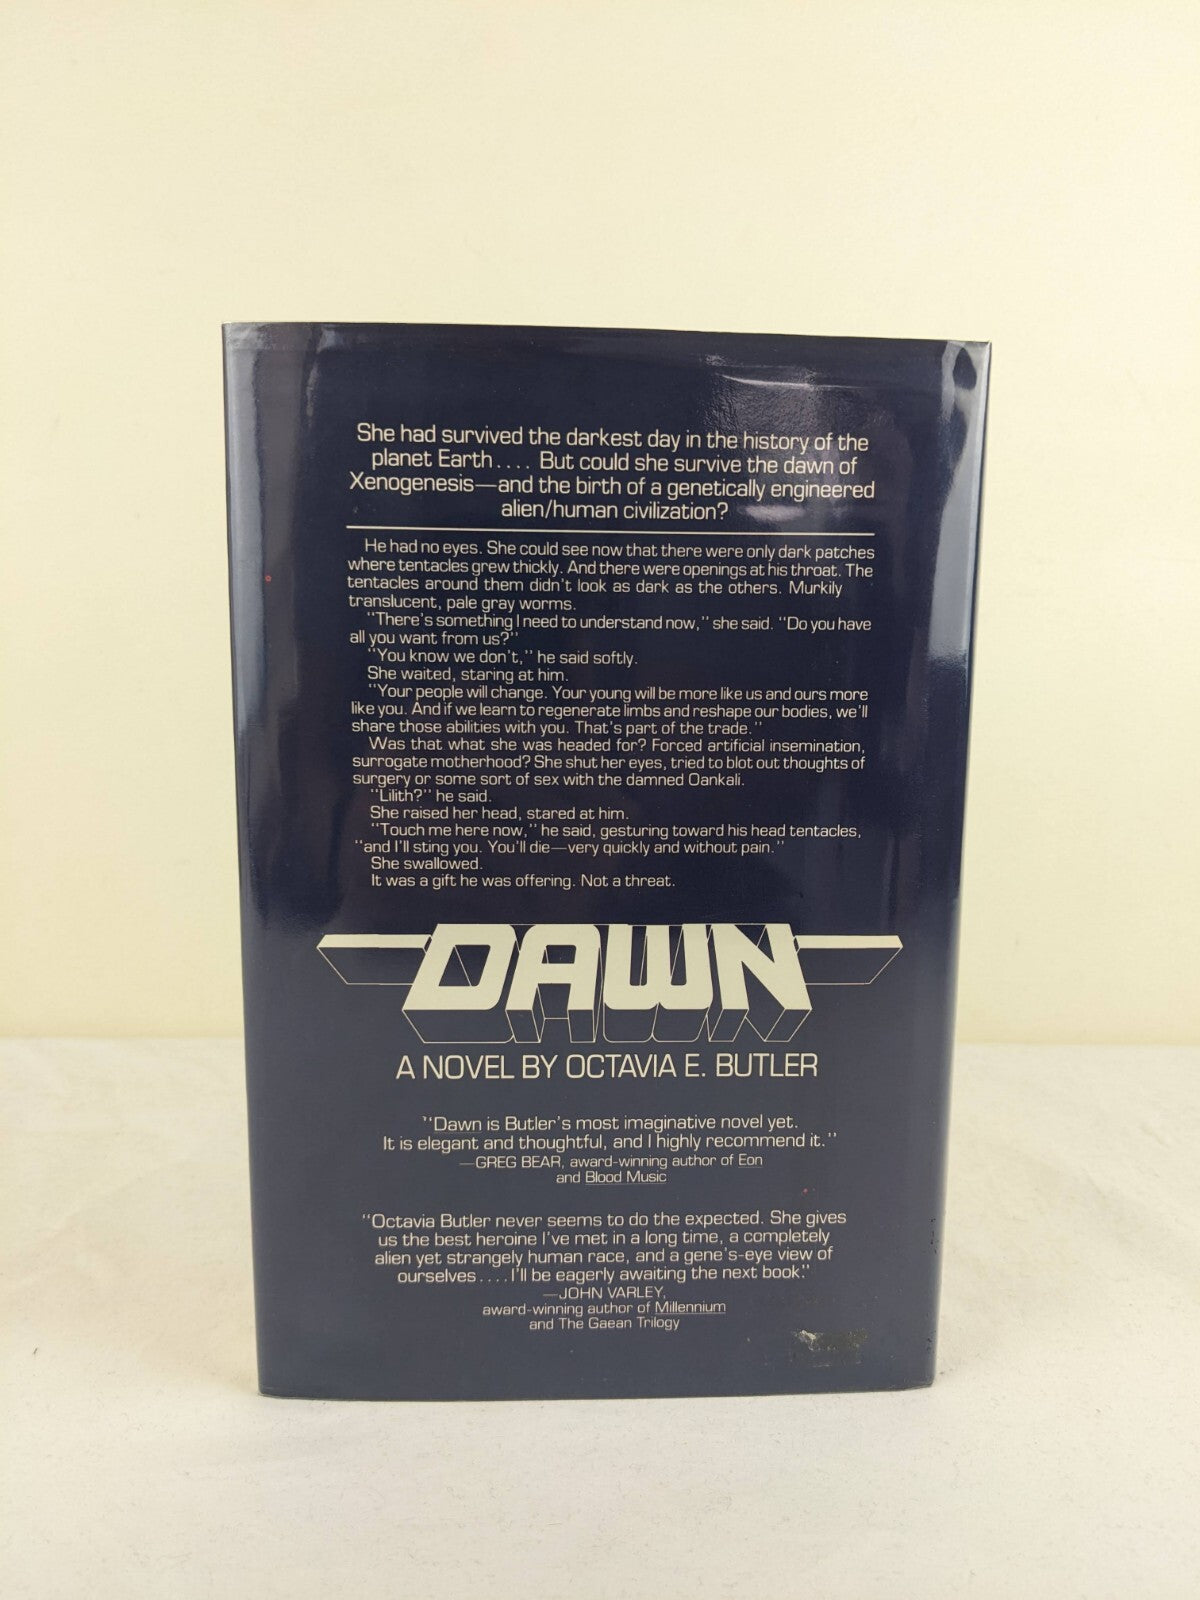 She had survived the darkest day in the history of the
planet Earth.... But could she survive the dawn of
Xenogenesis—and the birth of a genetically engineered
alien/human civilization?
He had no eyes. She could see now that there were only dark patches
where tentacles grew thickly. And there were openings at his throat. The
tentacles around them didn't look as dark as the others. Murkily
translucent, pale gray worms.
"There's something I need to understand now," she said. "Do you have
all you want from us?"
"You know we don't," he said softly.
She waited, staring at him.
"Your people will change. Your young will be more like us and ours more
like you. And if we learn to regenerate limbs and reshape our bodies, we'll
share those abilities with you. That's part of the trade."
Was that what she was headed for? Forced artificial insemination,
surrogate motherhood? She shut her eyes, tried to blot out thoughts of
surgery or some sort of sex with the damned Oankali.
"Lilith?" he said.
She raised her head, stared at him.
"Touch me here now," he said, gesturing toward his head tentacles,
"and I'll sting you. You'll die—very quickly and without pain."
She swallowed.
It was a gift he was offering. Not a threat.
DAWN
A NOVEL BY OCTAVIA E. BUTLER
"Dawn is Butler's most imaginative novel yet.
It is elegant and thoughtful, and I highly recommend it."
—GREG BEAR, award-winning author of Eon
and Blood Music
"Octavia Butler never seems to do the expected. She gives
us the best heroine I've met in a long time, a completely
alien yet strangely human race, and a gene's-eye view of
ourselves.... I'll be eagerly awaiting the next book."
—JOHN VARLEY,
award-winning author of Millennium
and The Gaean Trilogy